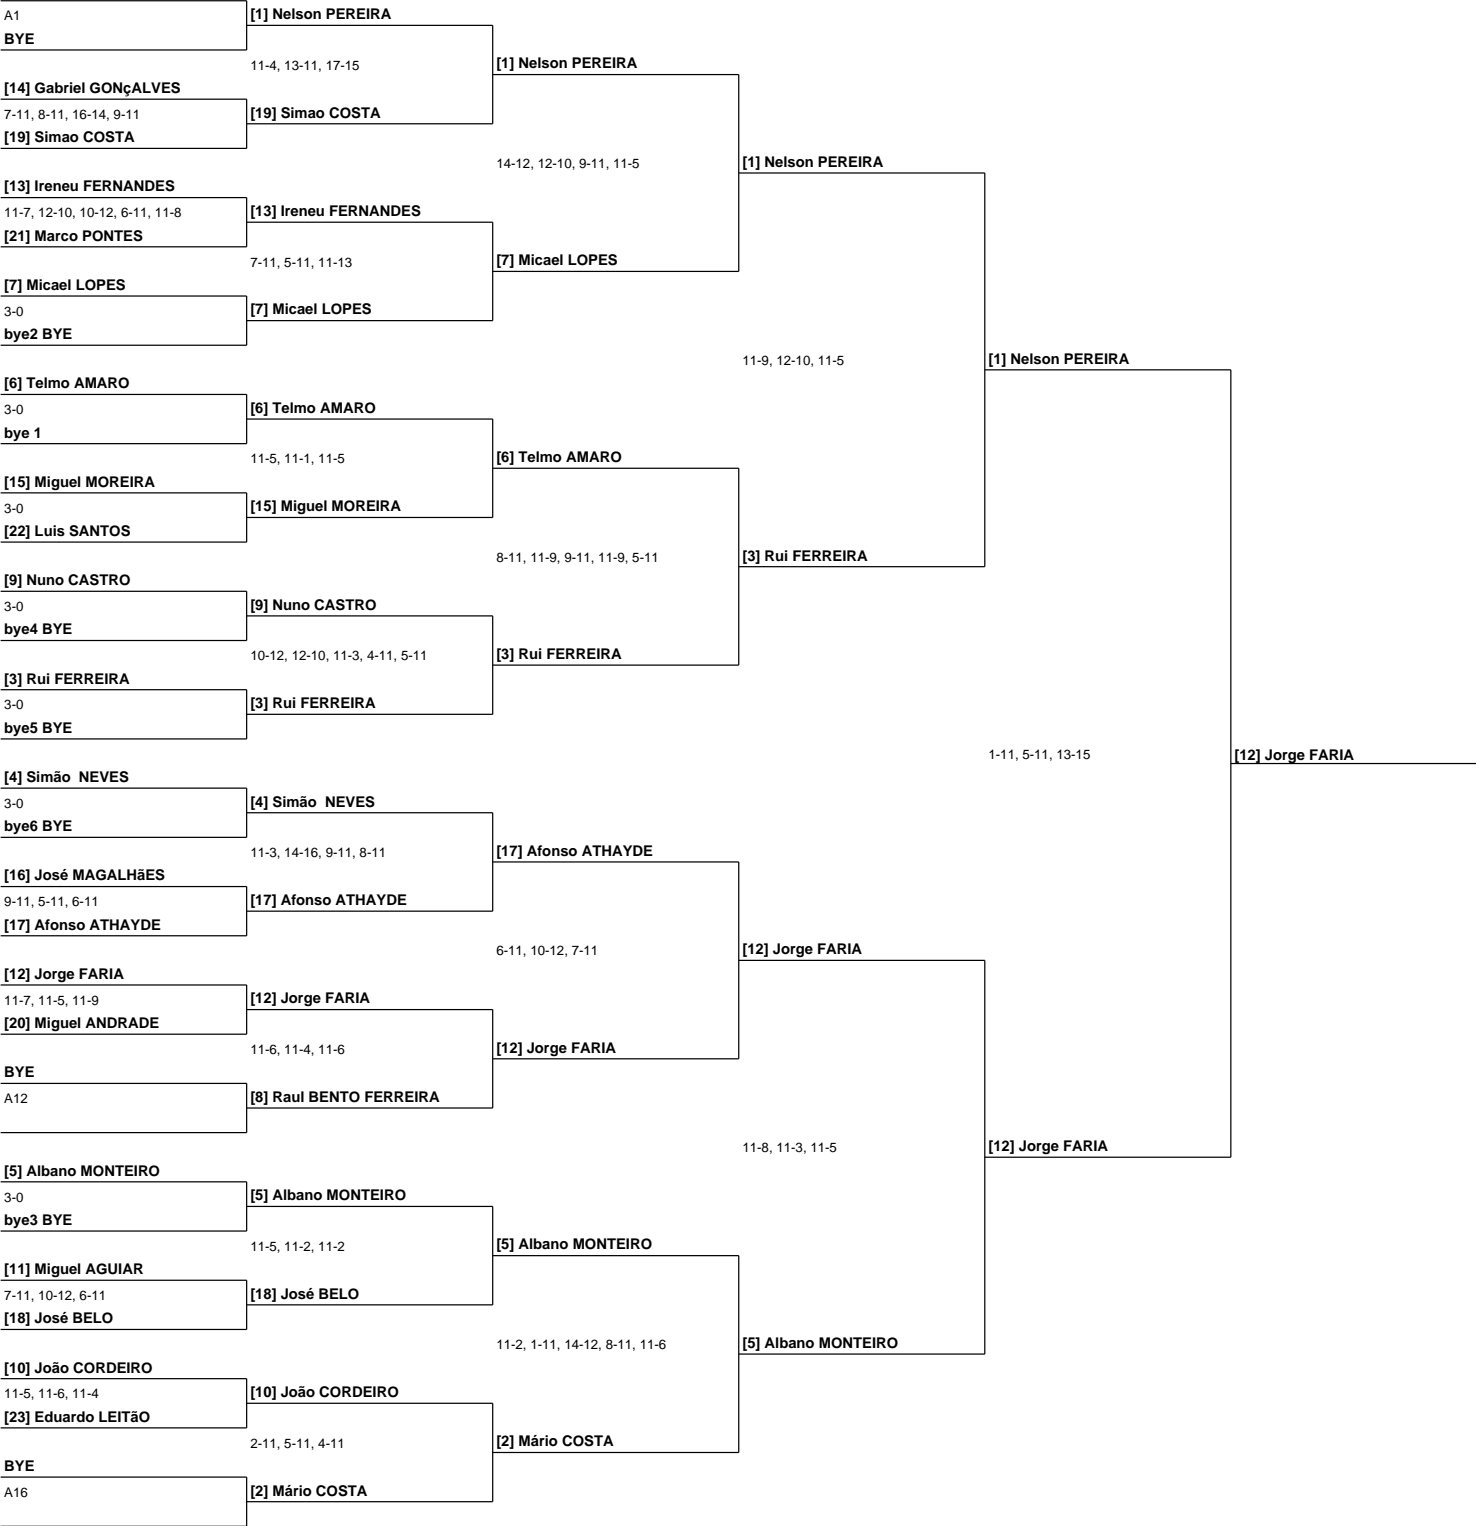 A1
BYE
[14] Gabriel GONçALVES
7-11, 8-11, 16-14, 9-11
[19] Simao COSTA
[13] Ireneu FERNANDES
11-7, 12-10, 10-12, 6-11, 11-8
[21] Marco PONTES
[7] Micael LOPES
3-0
bye2 BYE
[6] Telmo AMARO
3-0
bye 1
[15] Miguel MOREIRA
3-0
[22] Luis SANTOS
[9] Nuno CASTRO
3-0
bye4 BYE
[3] Rui FERREIRA
3-0
bye5 BYE
[4] Simão  NEVES
3-0
bye6 BYE
[16] José MAGALHãES
9-11, 5-11, 6-11
[17] Afonso ATHAYDE
[12] Jorge FARIA
11-7, 11-5, 11-9
[20] Miguel ANDRADE
BYE
A12
[5] Albano MONTEIRO
3-0
bye3 BYE
[11] Miguel AGUIAR
7-11, 10-12, 6-11
[18] José BELO
[10] João CORDEIRO
11-5, 11-6, 11-4
[23] Eduardo LEITãO
BYE
A16
[1] Nelson PEREIRA
11-4, 13-11, 17-15
[19] Simao COSTA
[13] Ireneu FERNANDES
7-11, 5-11, 11-13
[7] Micael LOPES
[6] Telmo AMARO
11-5, 11-1, 11-5
[15] Miguel MOREIRA
[9] Nuno CASTRO
10-12, 12-10, 11-3, 4-11, 5-11
[3] Rui FERREIRA
[4] Simão  NEVES
11-3, 14-16, 9-11, 8-11
[17] Afonso ATHAYDE
[12] Jorge FARIA
11-6, 11-4, 11-6
[8] Raul BENTO FERREIRA
[5] Albano MONTEIRO
11-5, 11-2, 11-2
[18] José BELO
[10] João CORDEIRO
2-11, 5-11, 4-11
[2] Mário COSTA
[1] Nelson PEREIRA
14-12, 12-10, 9-11, 11-5
[7] Micael LOPES
[6] Telmo AMARO
8-11, 11-9, 9-11, 11-9, 5-11
[3] Rui FERREIRA
[17] Afonso ATHAYDE
6-11, 10-12, 7-11
[12] Jorge FARIA
[5] Albano MONTEIRO
11-2, 1-11, 14-12, 8-11, 11-6
[2] Mário COSTA
[1] Nelson PEREIRA
11-9, 12-10, 11-5
[3] Rui FERREIRA
[12] Jorge FARIA
11-8, 11-3, 11-5
[5] Albano MONTEIRO
[1] Nelson PEREIRA
1-11, 5-11, 13-15
[12] Jorge FARIA
[12] Jorge FARIA